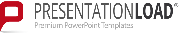 PRESENTATIONLOAD®
Premium PowerPoint Templates